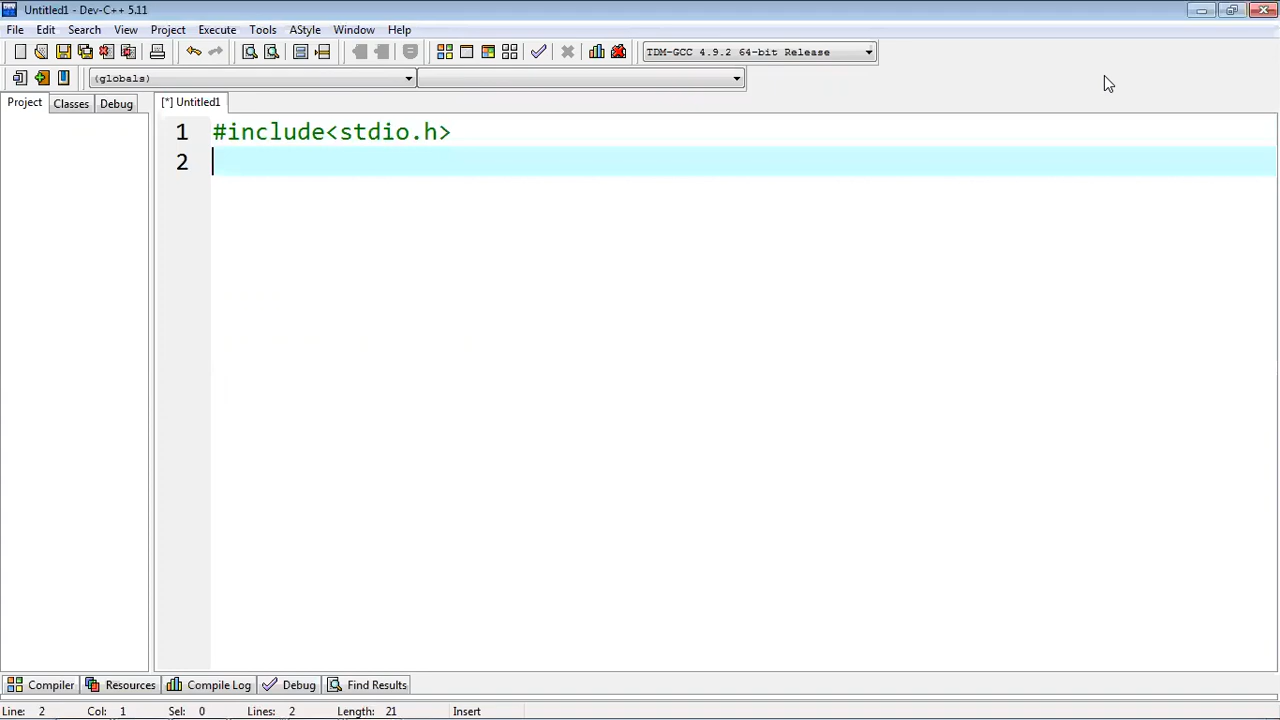 Untitled1 - Dev-C++ 5.11
File Edit Search View Project Execute Tools AStyle Window Help
TDM-GCC 4.9.2 64-bit Release
(globals)
Project Classes Debug [*] Untitled1
1 #include<stdio.h>
2
Compiler Resources Compile Log Debug Find Results
Line: 2 Col: 1 Sel: 0 Lines: 2 Length: 21 Insert